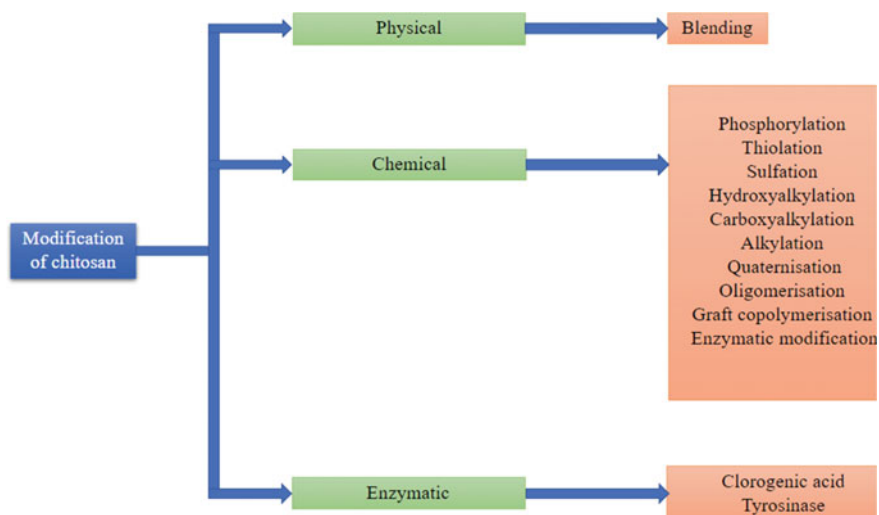 Modification
of chitosan
Physical
Blending
Chemical
Phosphorylation
Thiolation
Sulfation
Hydroxyalkylation
Carboxyalkylation
Alkylation
Quaternisation
Oligomerisation
Graft copolymerisation
Enzymatic modification
Enzymatic
Clorogenic acid
Tyrosinase